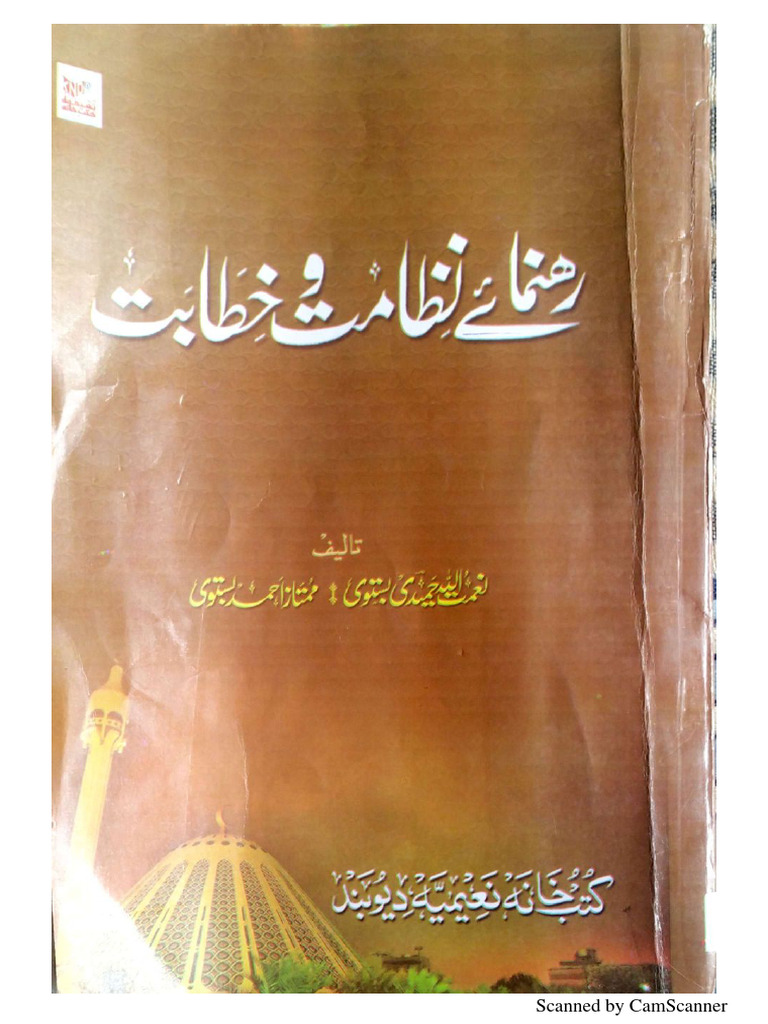 رہنمائے نظامت و خطابت
تالیف
نعمت اللہ حمیدی بستوی ممتاز احمد بستوی
کتب خانہ نعیمیہ دیوبند
Scanned by CamScanner